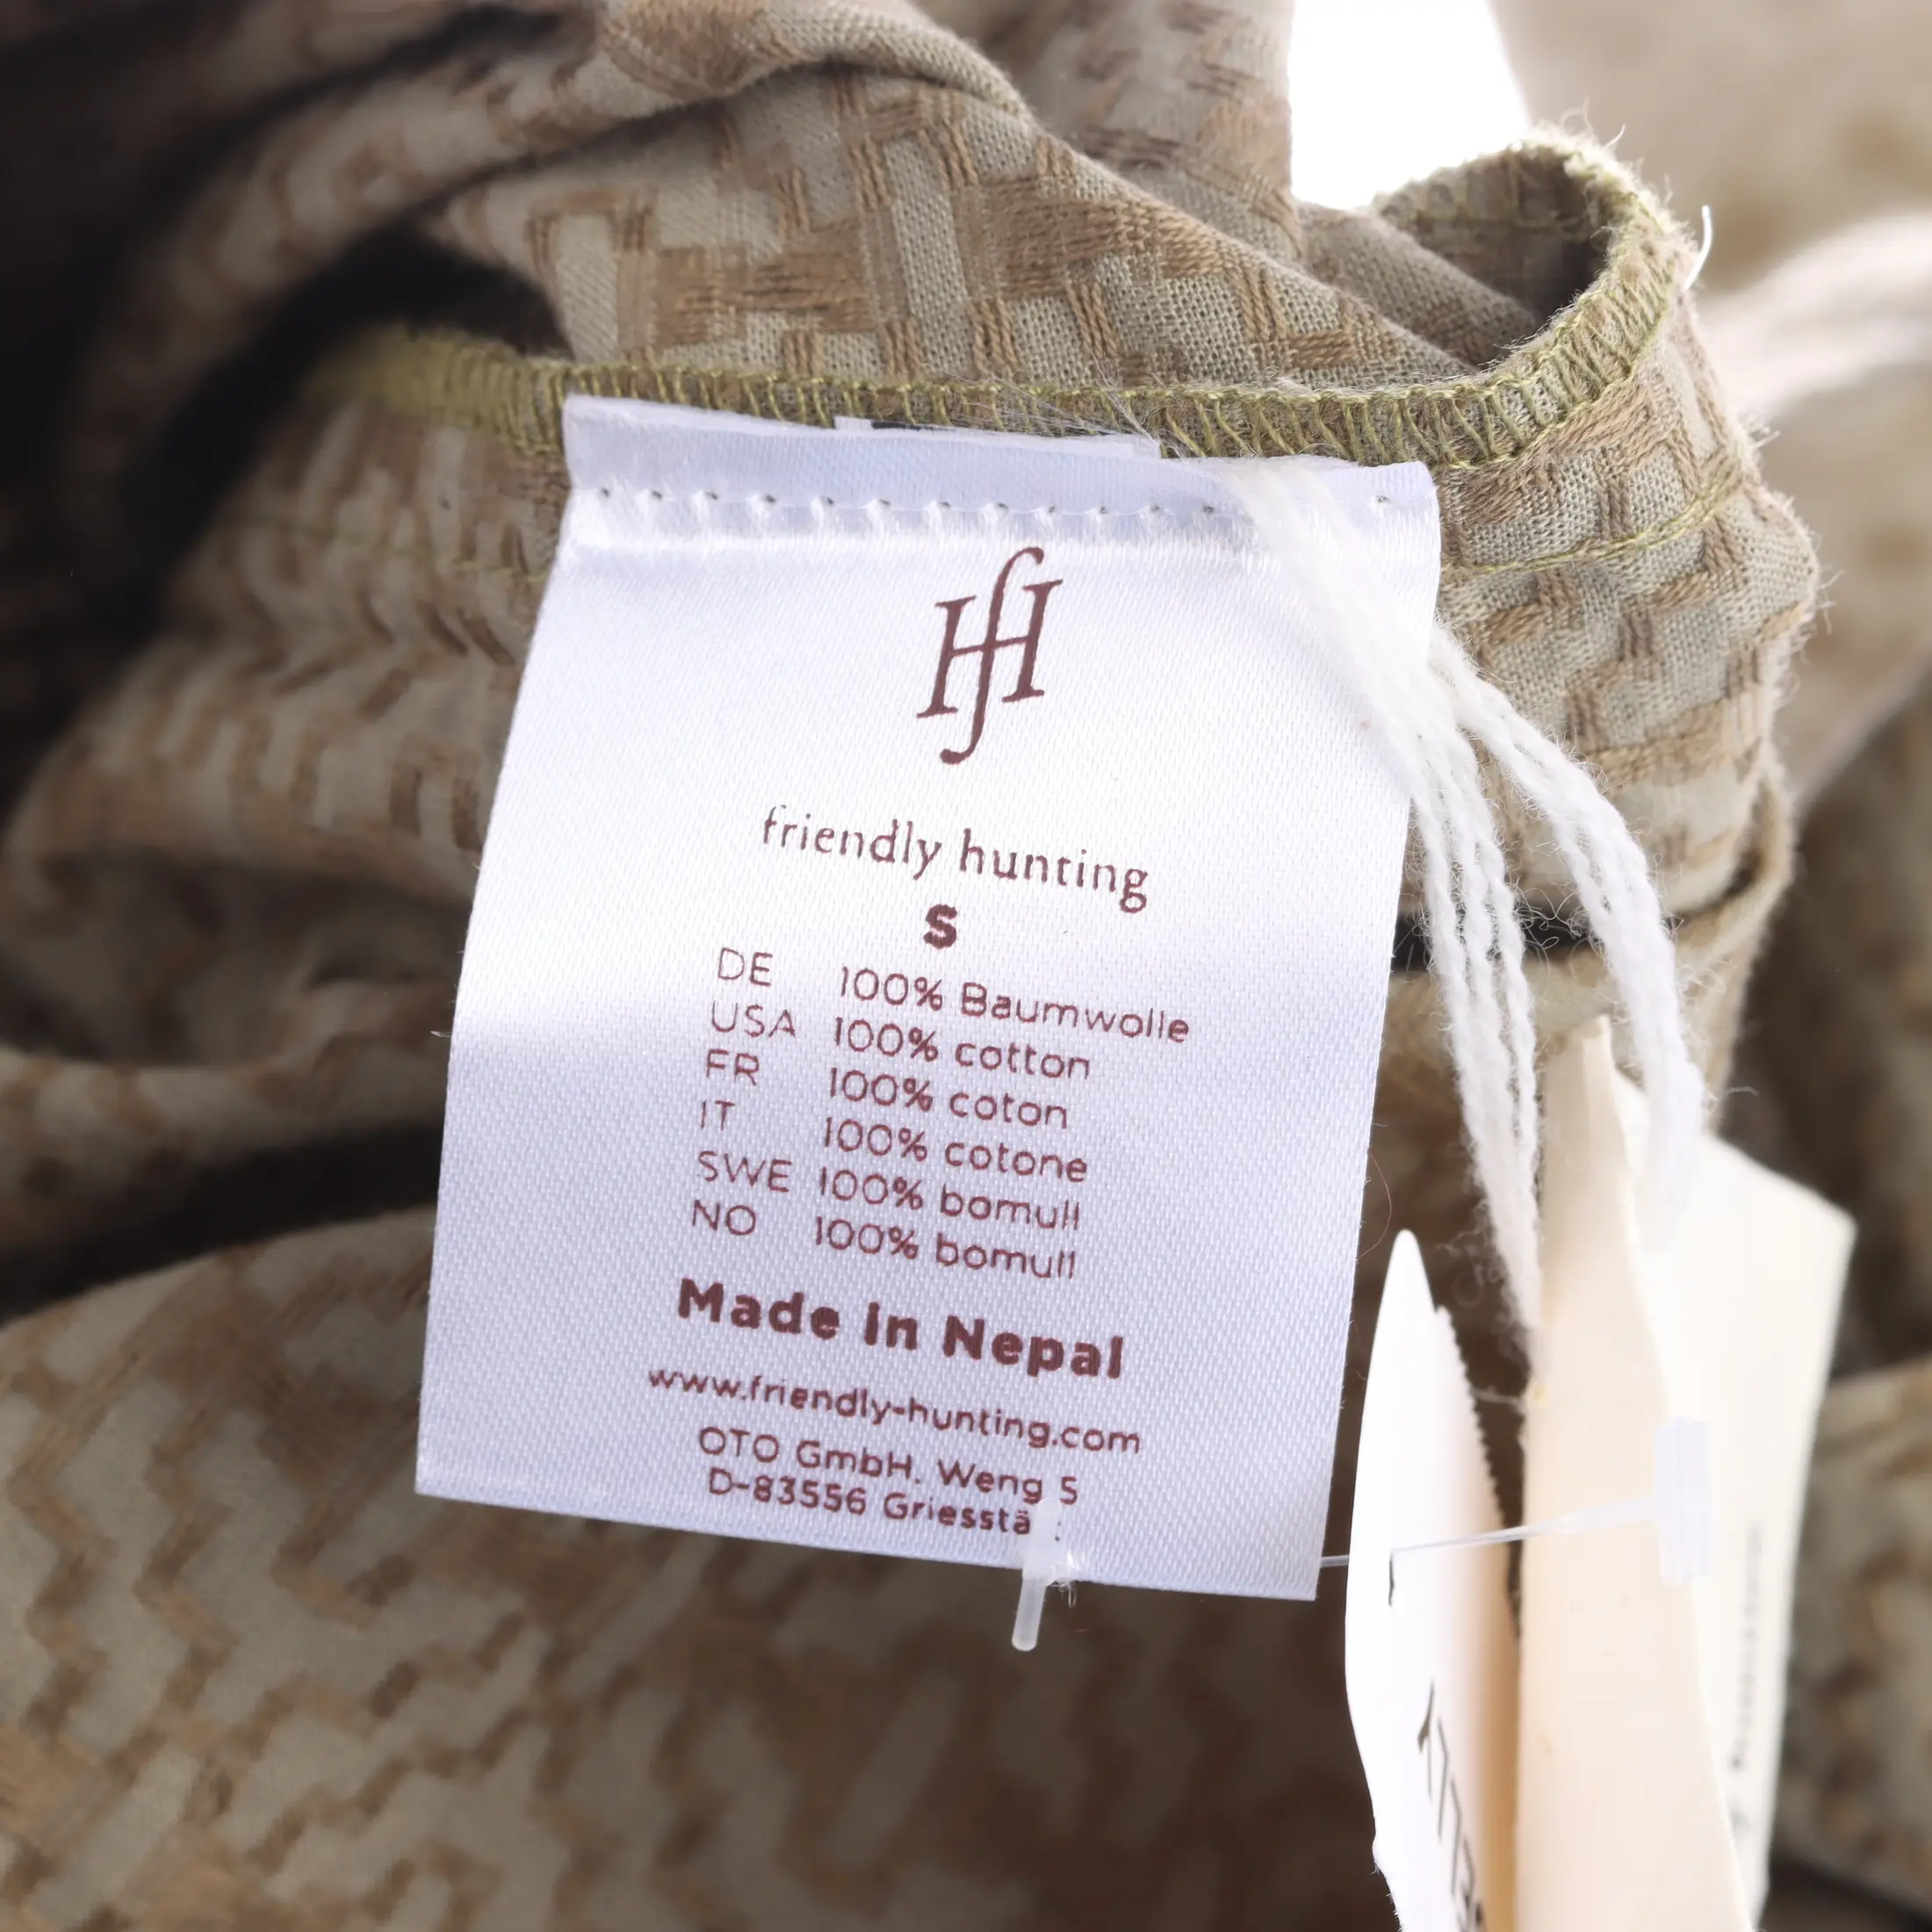 fH
friendly hunting
S
DE 100% Baumwolle
USA 100% cotton
FR 100% coton
IT 100% cotone
SWE 100% bomull
NO 100% bomull
Made in Nepal
www.friendly-hunting.com
OTO GmbH. Weng 5
D-83556